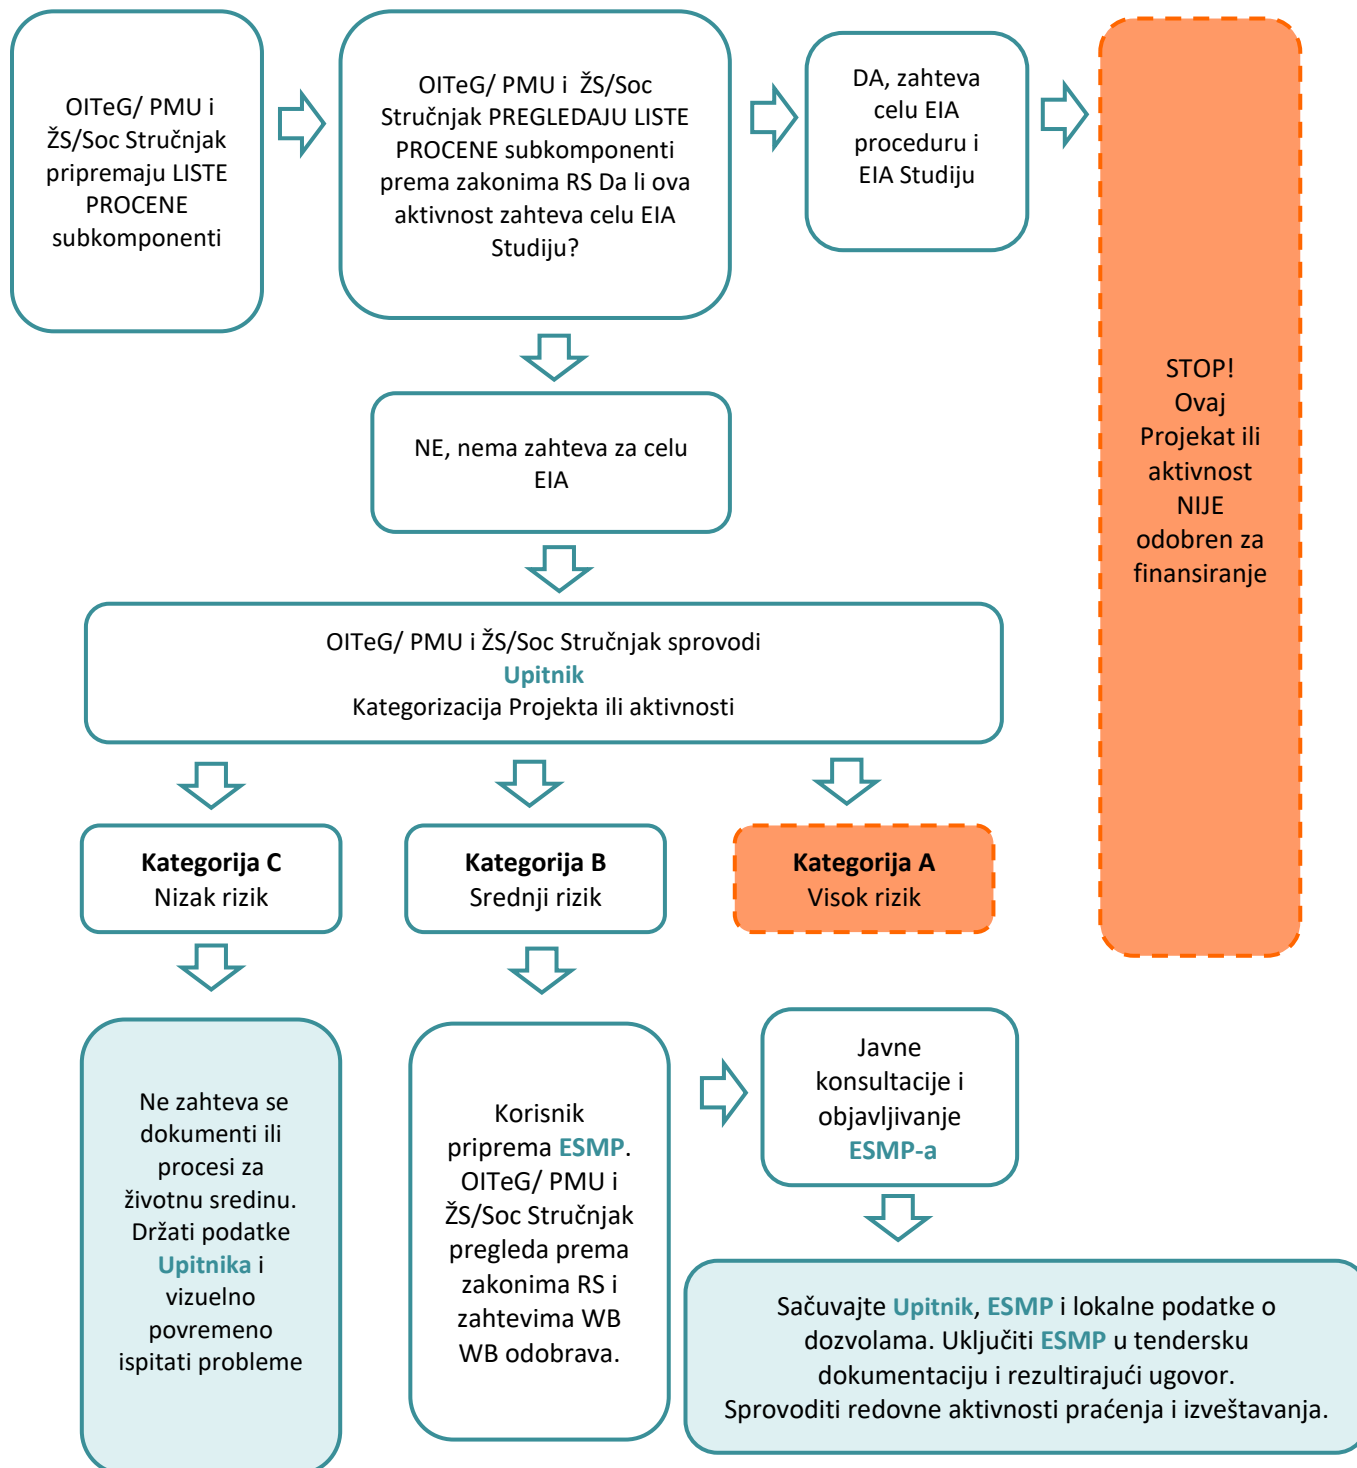 OITeG/ PMU i
ŽS/Soc Stručnjak
pripremaju LISTE
PROCENE
subkomponenti
OITeG/ PMU i ŽS/Soc
Stručnjak PREGLEDAJU LISTE
PROCENE subkomponenti
prema zakonima RS Da li ova
aktivnost zahteva celu EIA
Studiju?
DA, zahteva
celu EIA
proceduru i
EIA Studiju
STOP!
Ovaj
Projekat ili
aktivnost
NIJE
odobren za
finansiranje
NE, nema zahteva za celu
EIA
OITeG/ PMU i ŽS/Soc Stručnjak sprovodi
Upitnik
Kategorizacija Projekta ili aktivnosti
Kategorija C
Nizak rizik
Kategorija B
Srednji rizik
Kategorija A
Visok rizik
Ne zahteva se
dokumenti ili
procesi za
životnu sredinu.
Držati podatke
Upitnika i
vizuelno
povremeno
ispitati probleme
Korisnik
priprema ESMP.
OITeG/ PMU i
ŽS/Soc Stručnjak
pregleda prema
zakonima RS i
zahtevima WB
WB odobrava.
Javne
konsultacije i
objavljivanje
ESMP-a
Sačuvajte Upitnik, ESMP i lokalne podatke o
dozvolama. Uključiti ESMP u tendersku
dokumentaciju i rezultirajući ugovor.
Sprovoditi redovne aktivnosti praćenja i izveštavanja.